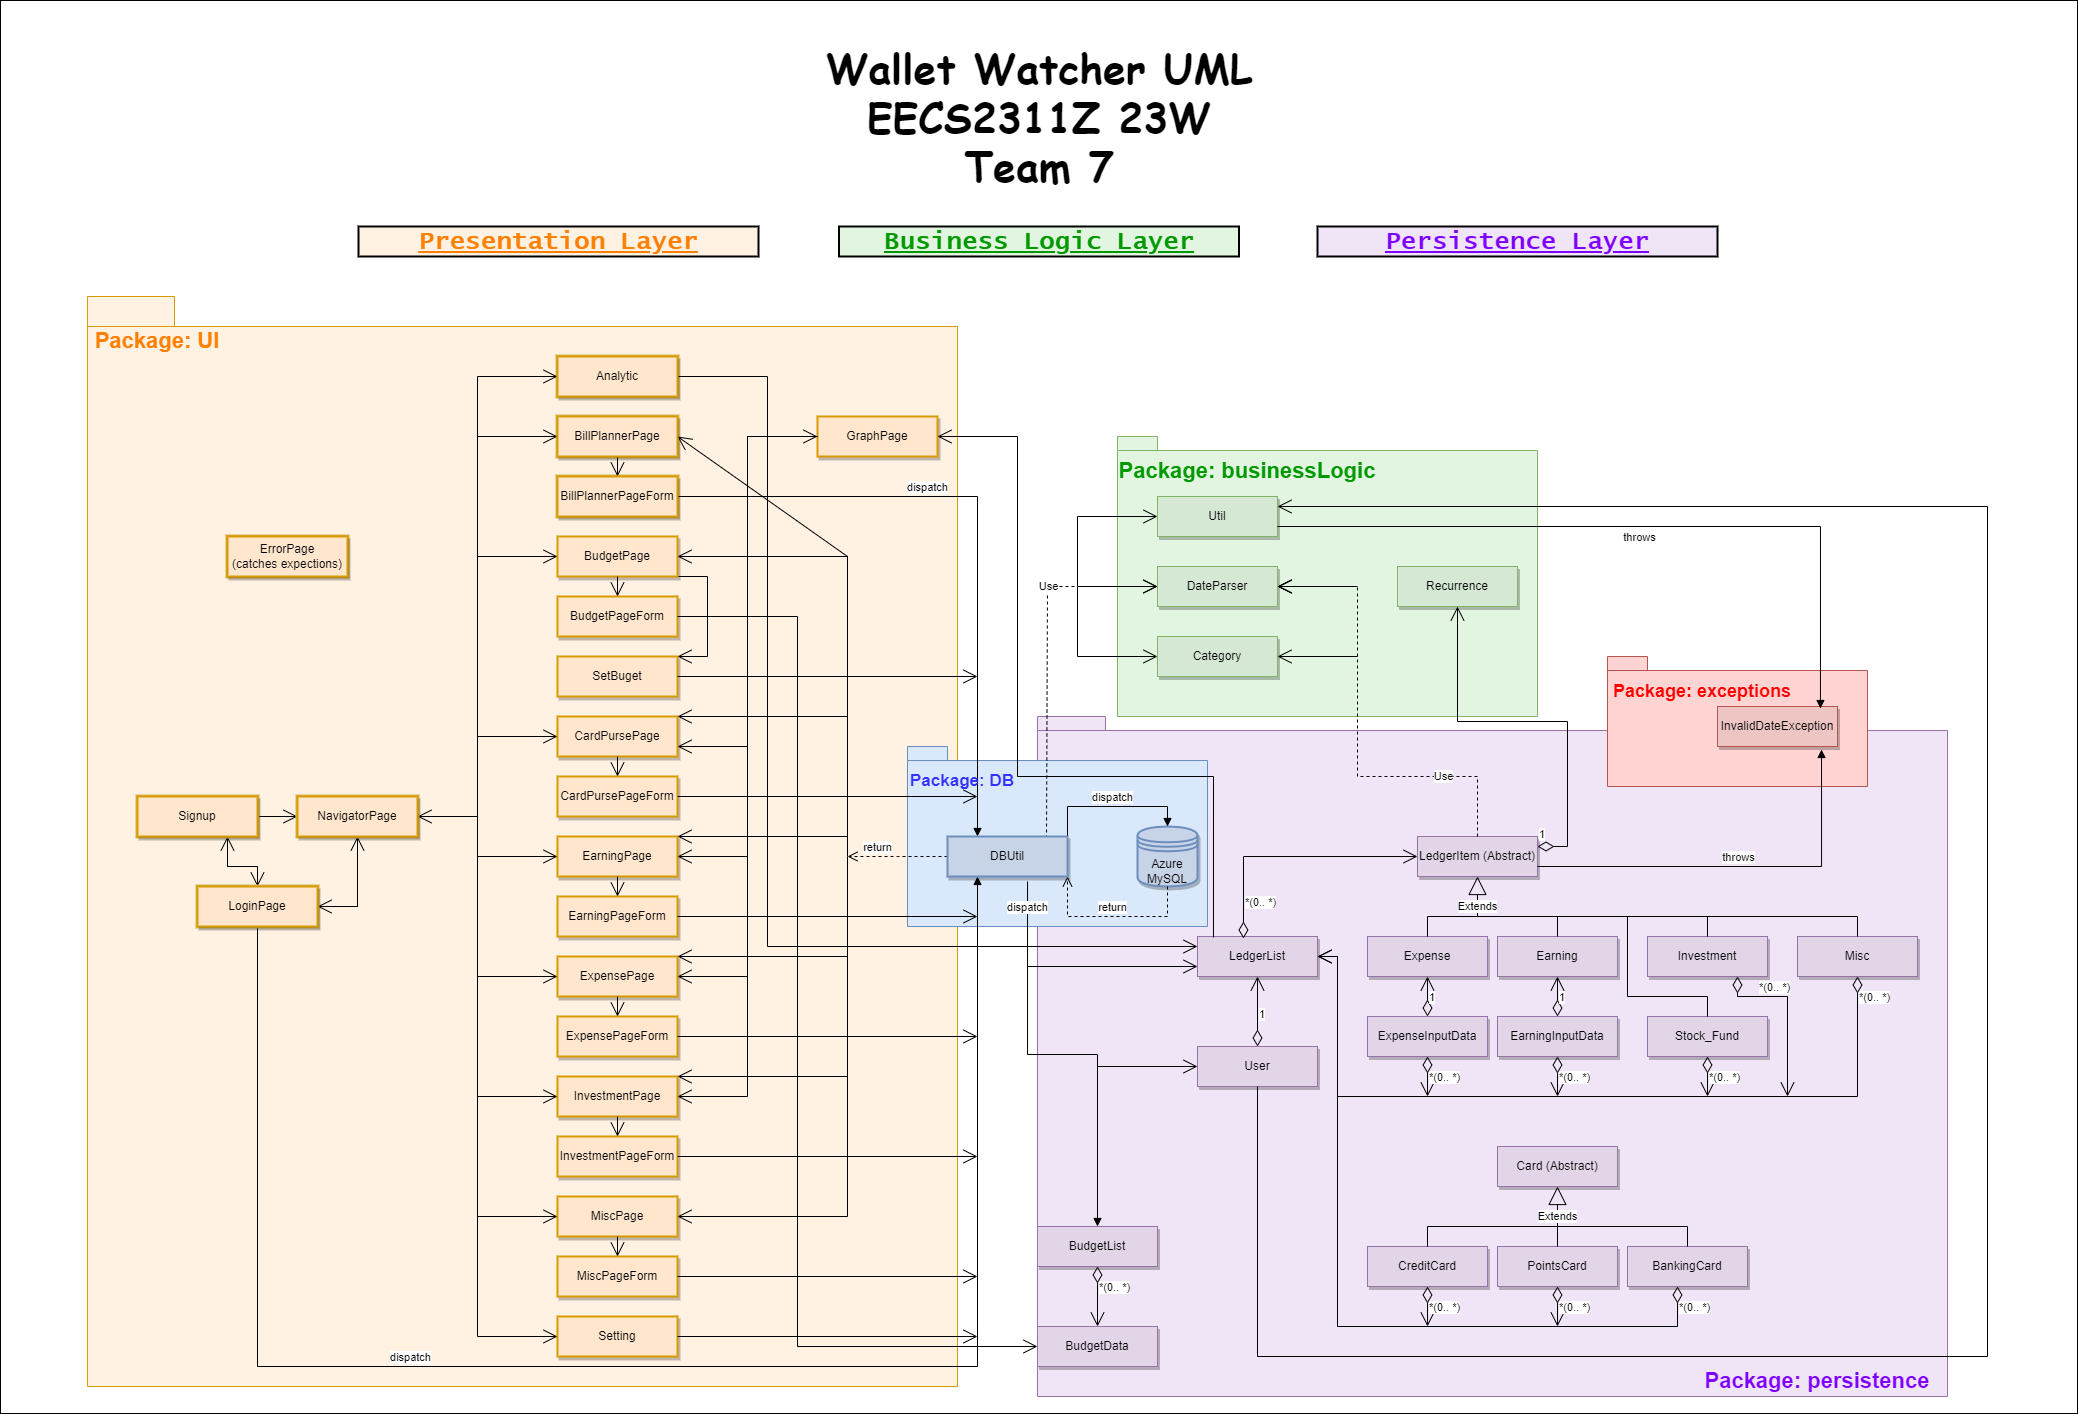 Wallet Watcher UML
EECS2311Z 23W
Team 7
Presentation Layer
Business Logic Layer
Persistence Layer
Package: UI
Analytic
BillPlannerPage
GraphPage
BillPlannerPageForm
dispatch
ErrorPage
(catches expections)
BudgetPage
BudgetPageForm
SetBuget
CardPursePage
CardPursePageForm
Signup
NavigatorPage
EarningPage
return
LoginPage
EarningPageForm
ExpensePage
ExpensePageForm
InvestmentPage
InvestmentPageForm
MiscPage
MiscPageForm
Setting
dispatch
Package: businessLogic
Util
throws
Use
DateParser
Recurrence
Category
Package: exceptions
InvalidDateException
Package: DB
dispatch
DBUtil
Azure
MySQL
dispatch
return
Use
1
LedgerItem (Abstract)
throws
*(0.. *)
Extends
LedgerList
Expense
Earning
Investment
Misc
1
1
1
*(0.. *)
*(0.. *)
ExpenseInputData
EarningInputData
Stock_Fund
User
*(0.. *)
*(0.. *)
*(0.. *)
Card (Abstract)
Extends
BudgetList
CreditCard
PointsCard
BankingCard
*(0.. *)
*(0.. *)
*(0.. *)
*(0.. *)
BudgetData
Package: persistence